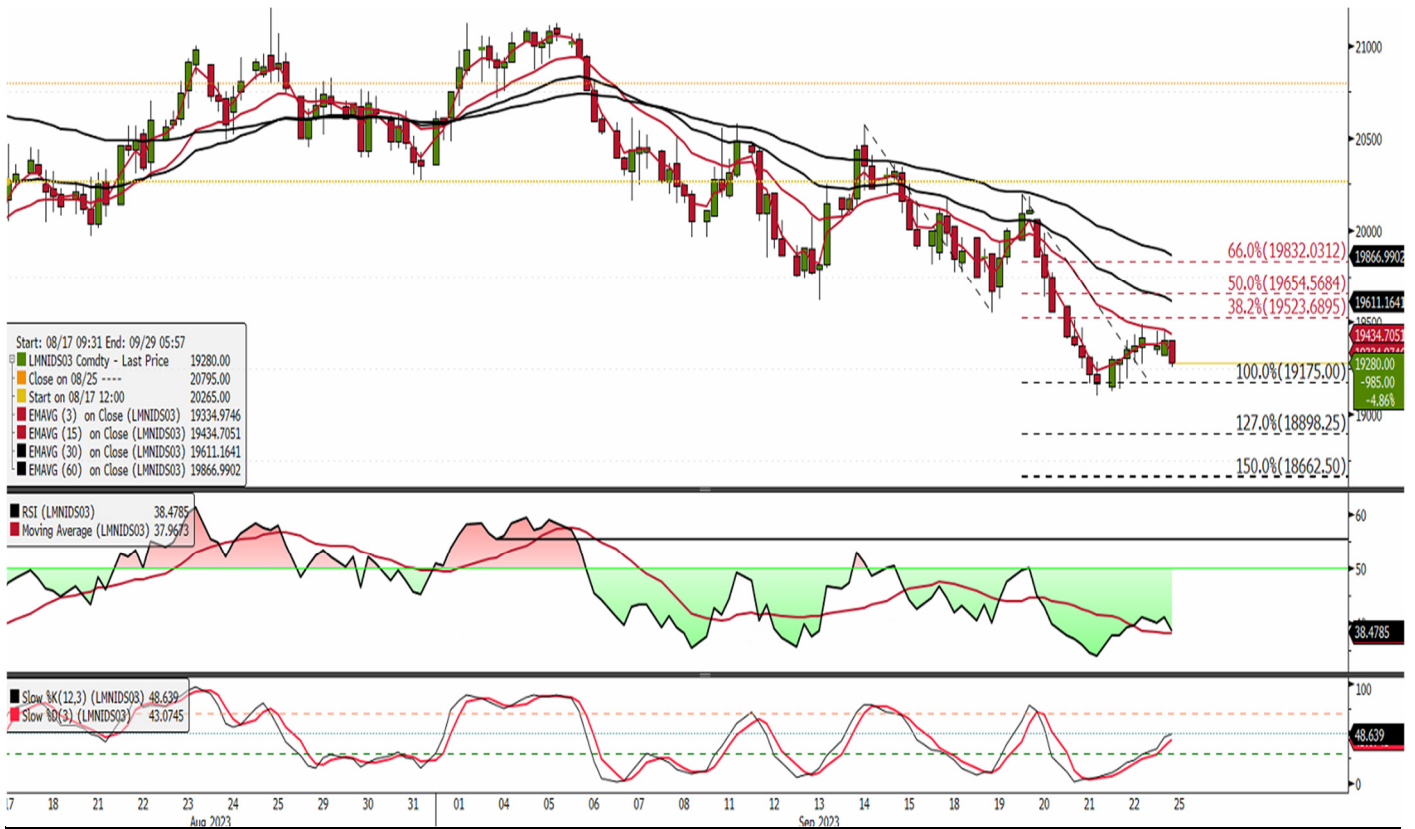 21000
20500
20000
66.0%(19832.0312)
19866.9902
50.0%(19654.5684)
19611.1641
38.2%(19523.6895)
19500
19434.7051
19280.00
100.0%(19175.00)
-985.00
-4.86%
19000
127.0%(18898.25)
150.0%(18662.50)
Start: 08/17 09:31 End: 09/29 05:57
LMNIDS03 Comdty - Last Price 19280.00
Close on 08/25 ---- 20795.00
Start on 08/17 12:00 20265.00
EMAVG (3) on Close (LMNIDS03) 19334.9746
EMAVG (15) on Close (LMNIDS03) 19434.7051
EMAVG (30) on Close (LMNIDS03) 19611.1641
EMAVG (60) on Close (LMNIDS03) 19866.9902
RSI (LMNIDS03) 38.4785
Moving Average (LMNIDS03) 37.9673
60
50
38.4785
Slow %K(12,3) (LMNIDS03) 48.639
Slow %D(3) (LMNIDS03) 43.0745
100
48.639
0
17 18 21 22 23 24 25 29 30 31 01 04 05 06 07 08 11 12 13 14 15 18 19 20 21 22 25
Aug 2023 Sep 2023